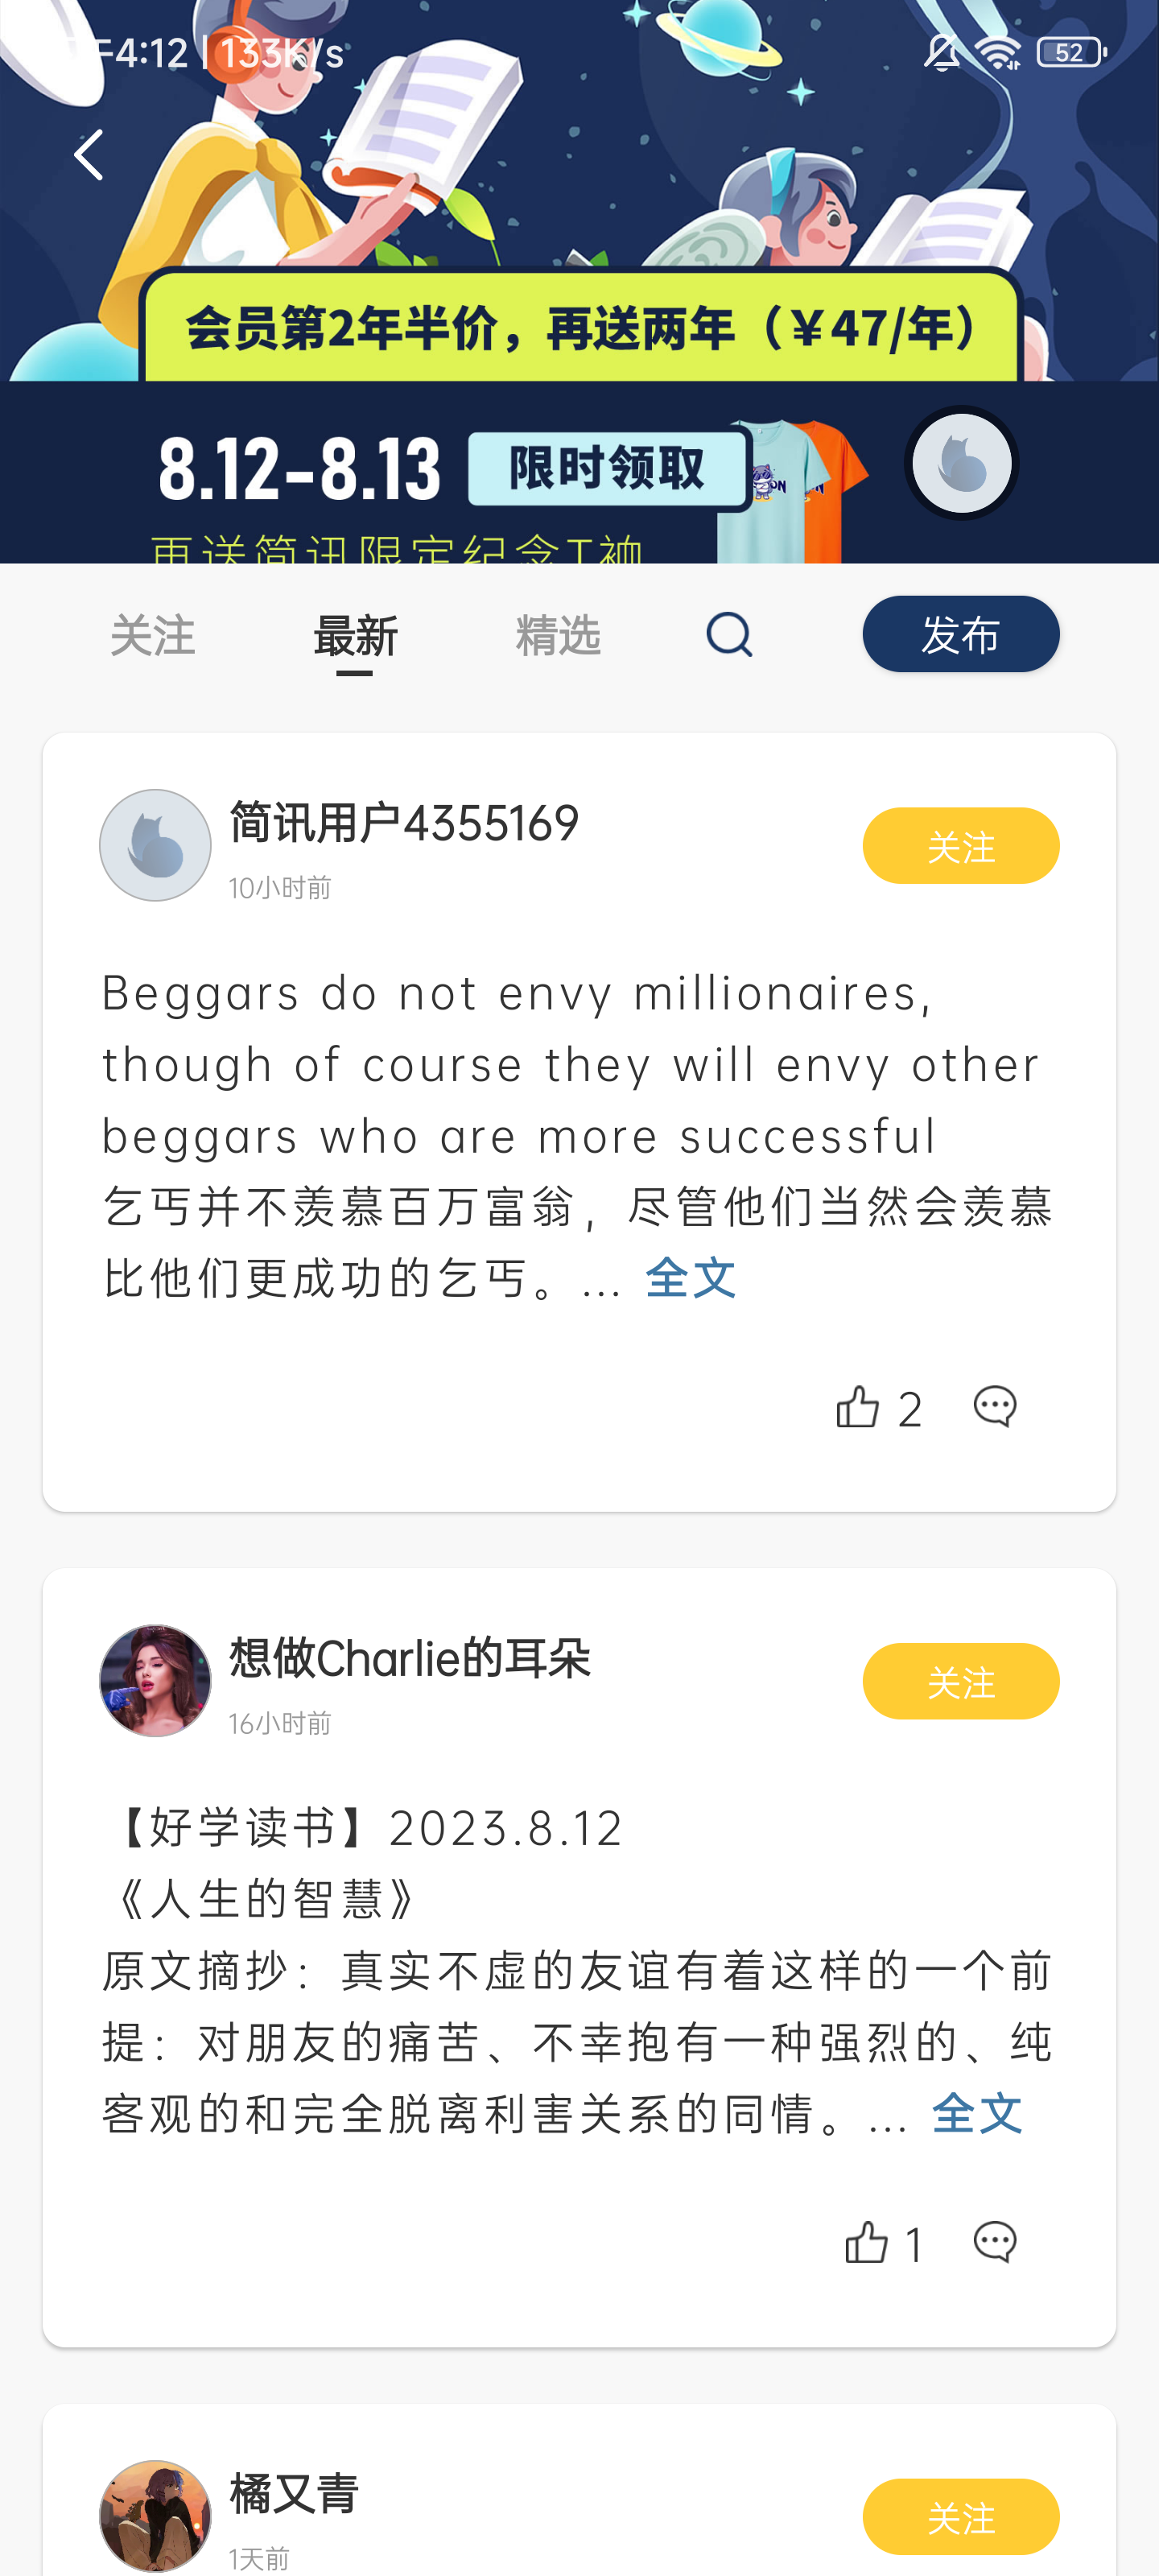 4:12 | 133K/s
52
会员第2年半价，再送两年（¥47/年）
8.12-8.13 限时领取
再送简讯限定纪念T裇
关注 最新 精选 发布
简讯用户4355169
关注
10小时前
Beggars do not envy millionaires,
though of course they will envy other
beggars who are more successful
乞丐并不羡慕百万富翁，尽管他们当然会羡慕
比他们更成功的乞丐。... 全文
2
想做Charlie的耳朵
关注
16小时前
【好学读书】2023.8.12
《人生的智慧》
原文摘抄：真实不虚的友谊有着这样的一个前
提：对朋友的痛苦、不幸抱有一种强烈的、纯
客观的和完全脱离利害关系的同情。... 全文
1
橘又青
关注
1天前